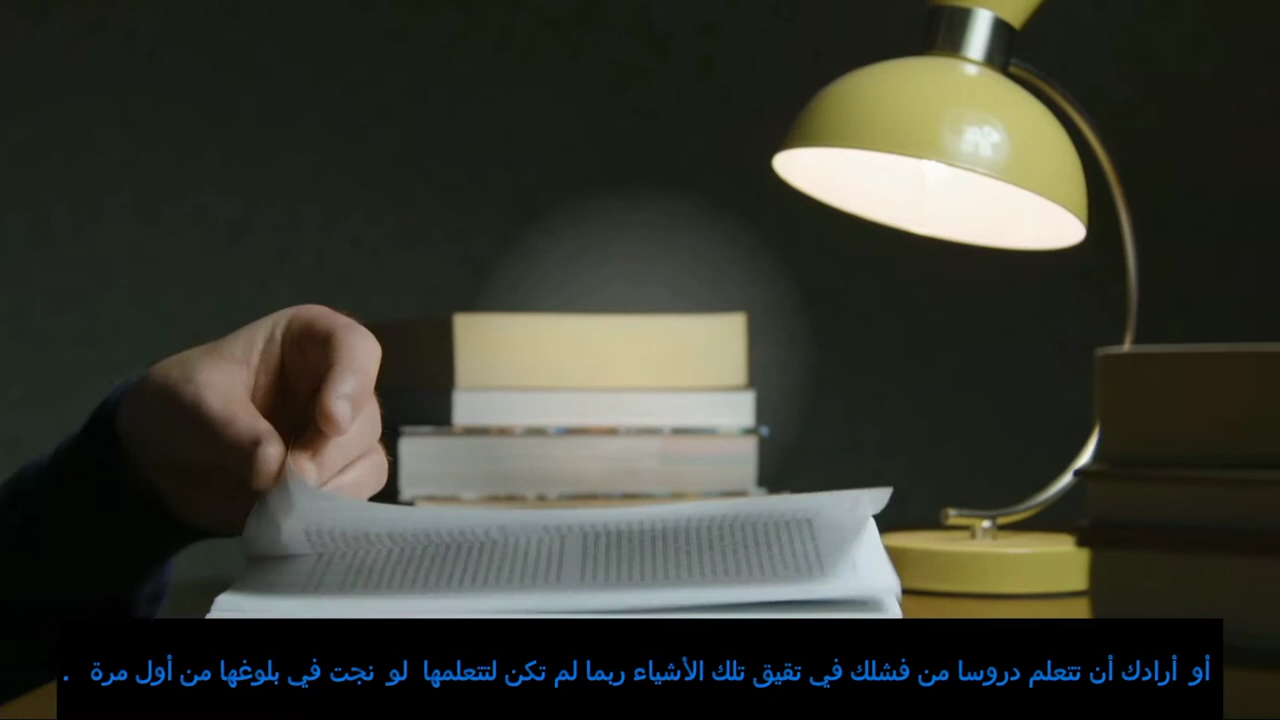 أو أرادك أن تتعلم دروسا من فشلك في تقيق تلك الأشياء ربما لم تكن لتتعلمها لو نجت في بلوغها من أول مرة .